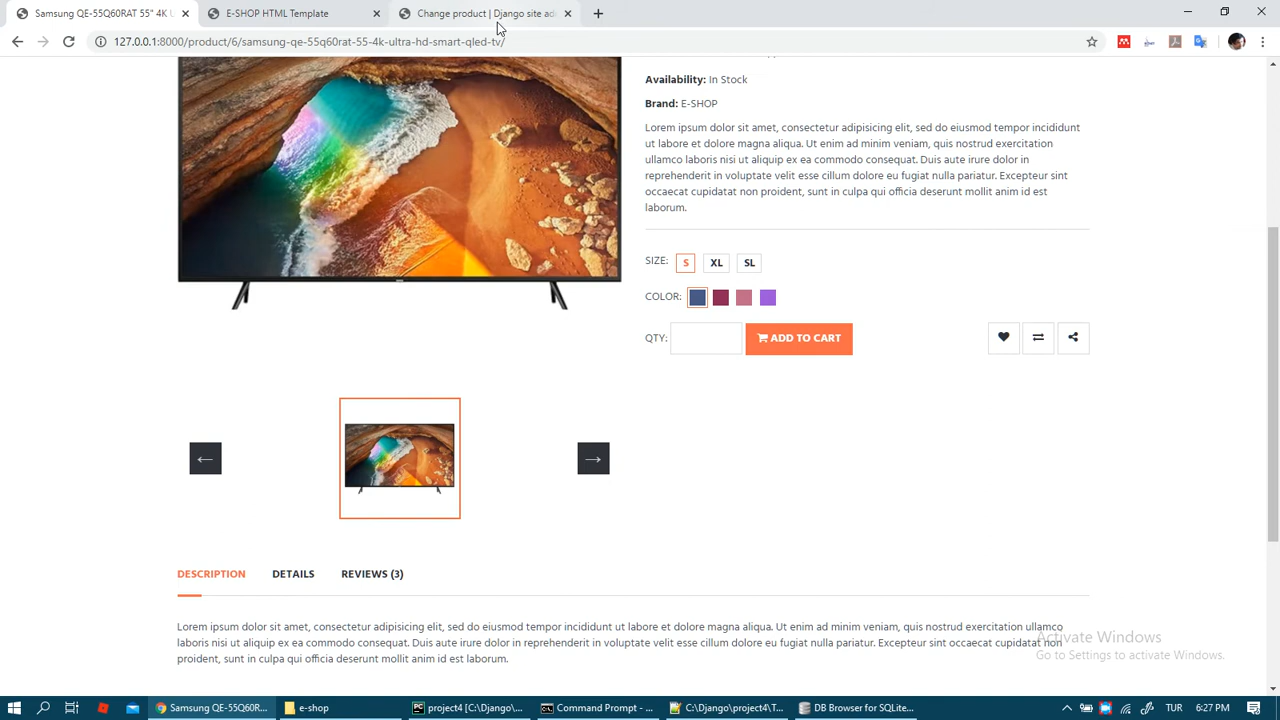 Samsung QE-55Q60RAT 55" 4K U
E-SHOP HTML Template
Change product | Django site adm
127.0.0.1:8000/product/6/samsung-qe-55q60rat-55-4k-ultra-hd-smart-qled-tv/
Availability: In Stock
Brand: E-SHOP
Lorem ipsum dolor sit amet, consectetur adipisicing elit, sed do eiusmod tempor incididunt
ut labore et dolore magna aliqua. Ut enim ad minim veniam, quis nostrud exercitation
ullamco laboris nisi ut aliquip ex ea commodo consequat. Duis aute irure dolor in
reprehenderit in voluptate velit esse cillum dolore eu fugiat nulla pariatur. Excepteur sint
occaecat cupidatat non proident, sunt in culpa qui officia deserunt mollit anim id est
laborum.
SIZE: S XL SL
COLOR:
QTY: ADD TO CART
DESCRIPTION DETAILS REVIEWS (3)
Lorem ipsum dolor sit amet, consectetur adipisicing elit, sed do eiusmod tempor incididunt ut labore et dolore magna aliqua. Ut enim ad minim veniam, quis nostrud exercitation ullamco
laboris nisi ut aliquip ex ea commodo consequat. Duis aute irure dolor in reprehenderit in voluptate velit esse cillum dolore eu fugiat nulla pariatur. Excepteur sint occaecat cupidatat non
proident, sunt in culpa qui officia deserunt mollit anim id est laborum.
Activate Windows
Go to Settings to activate Windows.
Samsung QE-55Q60R...
e-shop
project4 [C:\Django\...
Command Prompt - ...
C:\Django\project4\T...
DB Browser for SQLite...
TUR
6:27 PM